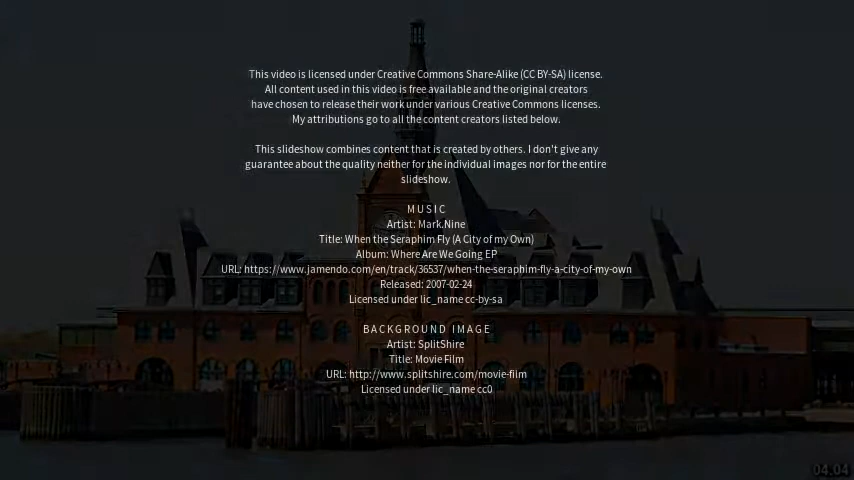 This video is licensed under Creative Commons Share-Alike (CC BY-SA) license.
All content used in this video is free available and the original creators
have chosen to release their work under various Creative Commons licenses.
My attributions go to all the content creators listed below.
This slideshow combines content that is created by others. I don't give any
guarantee about the quality neither for the individual images nor for the entire
slideshow.
MUSIC
Artist: Mark.Nine
Title: When the Seraphim Fly (A City of my Own)
Album: Where Are We Going EP
URL: https://www.jamendo.com/en/track/36537/when-the-seraphim-fly-a-city-of-my-own
Released: 2007-02-24
Licensed under lic_name cc-by-sa
BACKGROUND IMAGE
Artist: SplitShire
Title: Movie Film
URL: http://www.splitshire.com/movie-film
Licensed under lic_name cc0
04.04